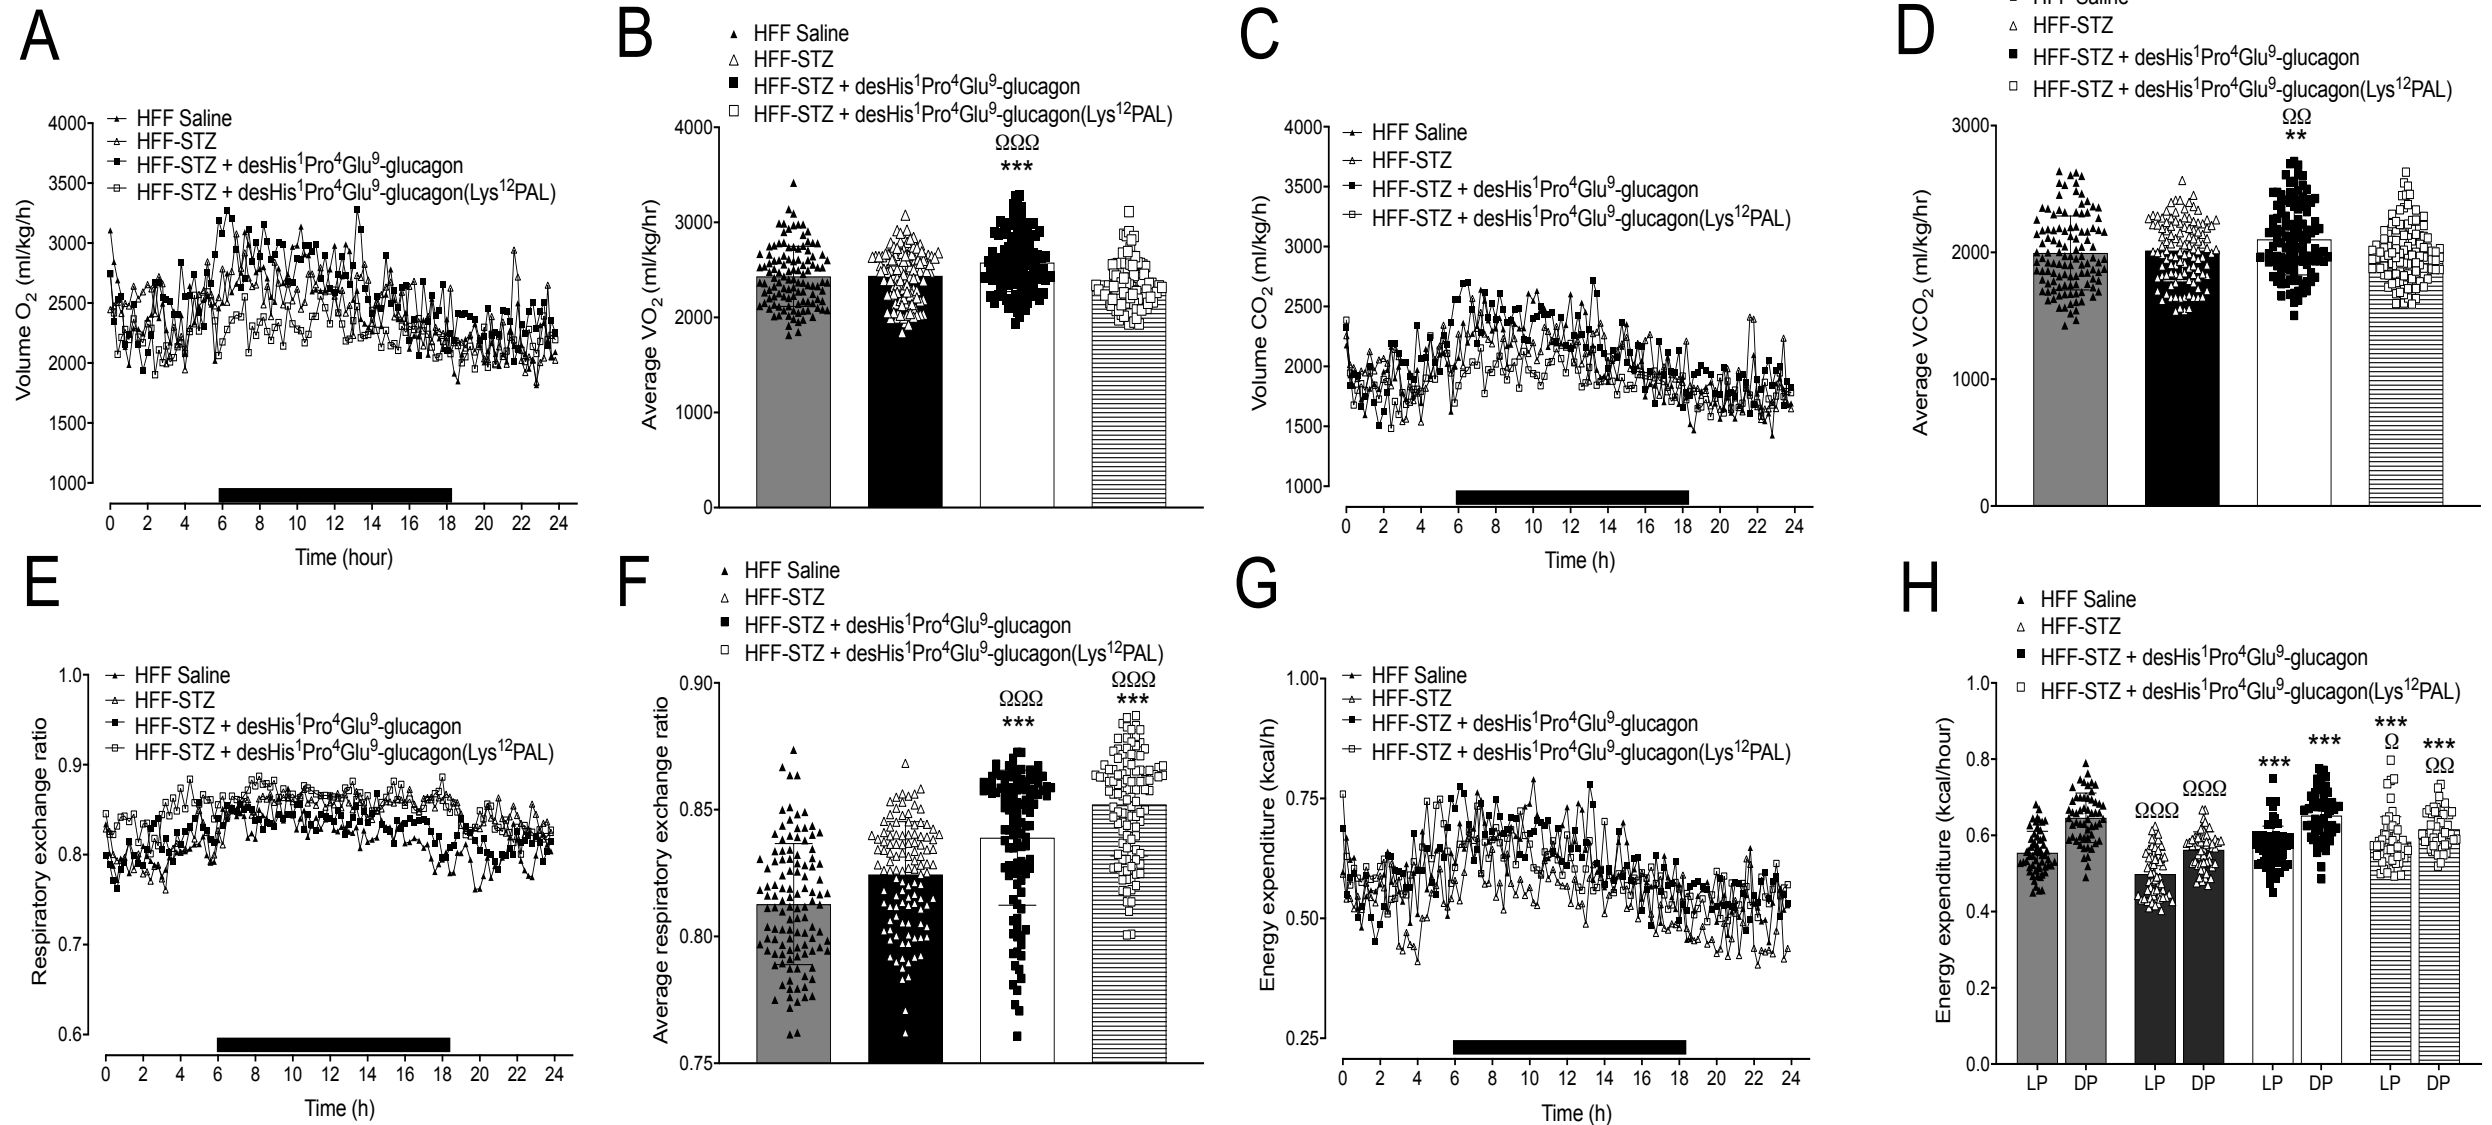 A
HFF Saline
HFF-STZ
HFF-STZ + desHis¹Pro⁴Glu⁹-glucagon
HFF-STZ + desHis¹Pro⁴Glu⁹-glucagon(Lys¹²PAL)
Volume O₂ (ml/kg/h)
4000
3500
3000
2500
2000
1500
1000
0 2 4 6 8 10 12 14 16 18 20 22 24
Time (hour)
B
HFF Saline
HFF-STZ
HFF-STZ + desHis¹Pro⁴Glu⁹-glucagon
HFF-STZ + desHis¹Pro⁴Glu⁹-glucagon(Lys¹²PAL)
Average VO₂ (ml/kg/hr)
4000
3000
2000
1000
0
ΩΩΩ
***
C
HFF Saline
HFF-STZ
HFF-STZ + desHis¹Pro⁴Glu⁹-glucagon
HFF-STZ + desHis¹Pro⁴Glu⁹-glucagon(Lys¹²PAL)
Volume CO₂ (ml/kg/h)
4000
3500
3000
2500
2000
1500
1000
0 2 4 6 8 10 12 14 16 18 20 22 24
Time (h)
D
HFF Saline
HFF-STZ
HFF-STZ + desHis¹Pro⁴Glu⁹-glucagon
HFF-STZ + desHis¹Pro⁴Glu⁹-glucagon(Lys¹²PAL)
Average VCO₂ (ml/kg/hr)
3000
2000
1000
0
ΩΩ
**
E
HFF Saline
HFF-STZ
HFF-STZ + desHis¹Pro⁴Glu⁹-glucagon
HFF-STZ + desHis¹Pro⁴Glu⁹-glucagon(Lys¹²PAL)
Respiratory exchange ratio
1.0
0.9
0.8
0.7
0.6
0 2 4 6 8 10 12 14 16 18 20 22 24
Time (h)
F
HFF Saline
HFF-STZ
HFF-STZ + desHis¹Pro⁴Glu⁹-glucagon
HFF-STZ + desHis¹Pro⁴Glu⁹-glucagon(Lys¹²PAL)
Average respiratory exchange ratio
0.90
0.85
0.80
0.75
ΩΩΩ
***
ΩΩΩ
***
G
HFF Saline
HFF-STZ
HFF-STZ + desHis¹Pro⁴Glu⁹-glucagon
HFF-STZ + desHis¹Pro⁴Glu⁹-glucagon(Lys¹²PAL)
Energy expenditure (kcal/h)
1.00
0.75
0.50
0.25
0 2 4 6 8 10 12 14 16 18 20 22 24
Time (h)
H
HFF Saline
HFF-STZ
HFF-STZ + desHis¹Pro⁴Glu⁹-glucagon
HFF-STZ + desHis¹Pro⁴Glu⁹-glucagon(Lys¹²PAL)
Energy expenditure (kcal/hour)
1.0
0.8
0.6
0.4
0.2
0.0
ΩΩΩ
ΩΩΩ
***
***
***
Ω
***
ΩΩ
LP DP LP DP LP DP LP DP